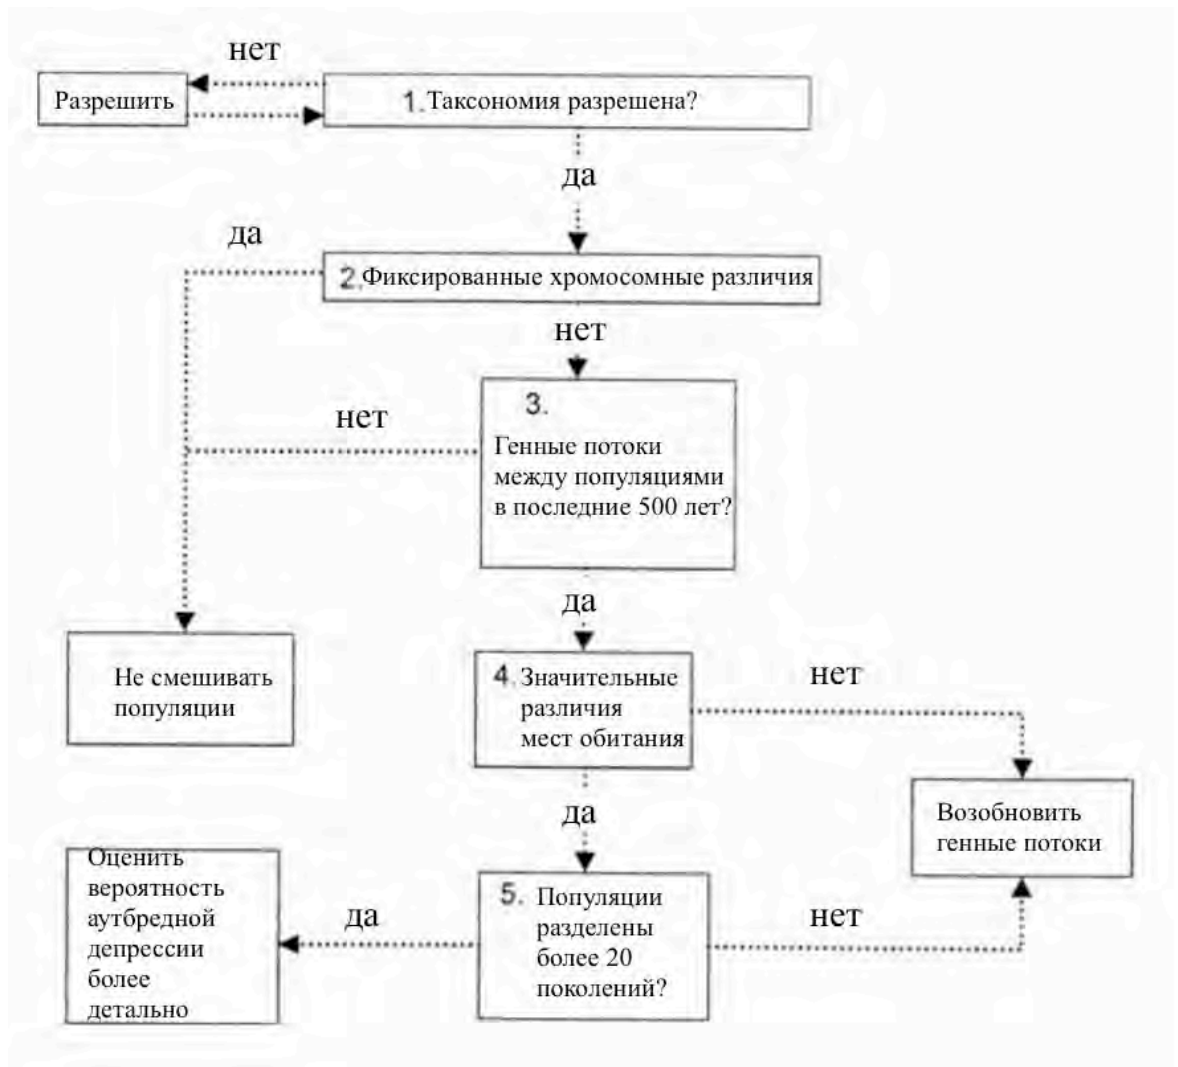 нет
Разрешить
1. Таксономия разрешена?
да
да
2. Фиксированные хромосомные различия
нет
3.
нет
Генные потоки
между популяциями
в последние 500 лет?
да
Не смешивать
популяции
4. Значительные
различия
мест обитания
нет
да
Возобновить
генные потоки
Оценить
вероятность
аутбредной
депрессии
более
детально
да
5. Популяции
разделены
более 20
поколений?
нет